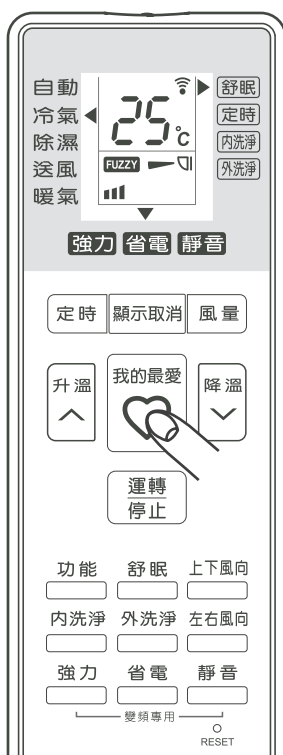 自動
冷氣
除濕
送風
暖氣
25℃
FUZZY
舒眠
定時
內洗淨
外洗淨
強力 省電 靜音
定時 顯示取消 風量
升溫 我的最愛 降溫
運轉
停止
功能 舒眠 上下風向
內洗淨 外洗淨 左右風向
強力 省電 靜音
變頻專用
RESET